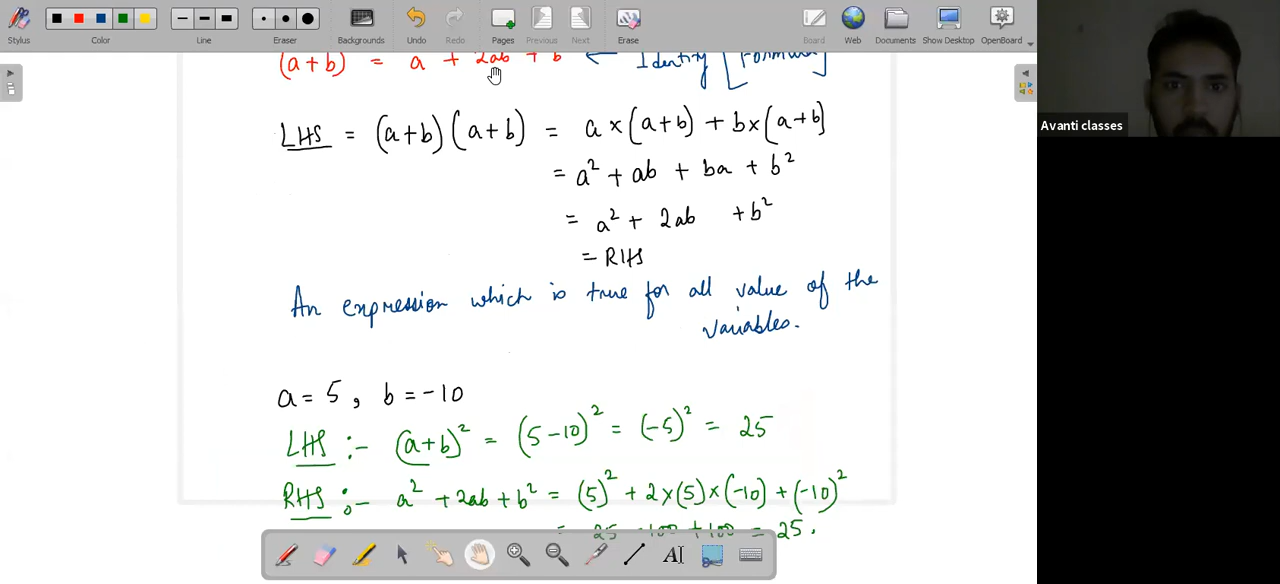 Stylus Color Line Eraser Backgrounds Undo Redo Pages Previous Next Erase board Web Documents Show Desktop OpenBoard
(a+b) = a + 2ab + b ← Identity [Formula]
LHS = (a+b)(a+b) = a×(a+b) + b×(a+b)
= a² + ab + ba + b²
= a² + 2ab + b²
= RHS
An expression which is true for all value of the
variables.
a = 5, b = -10
LHS :- (a+b)² = (5-10)² = (-5)² = 25
RHS :- a² + 2ab + b² = (5)² + 2×(5)×(-10) + (-10)²
= 25 -100 +100 = 25.
Avanti classes